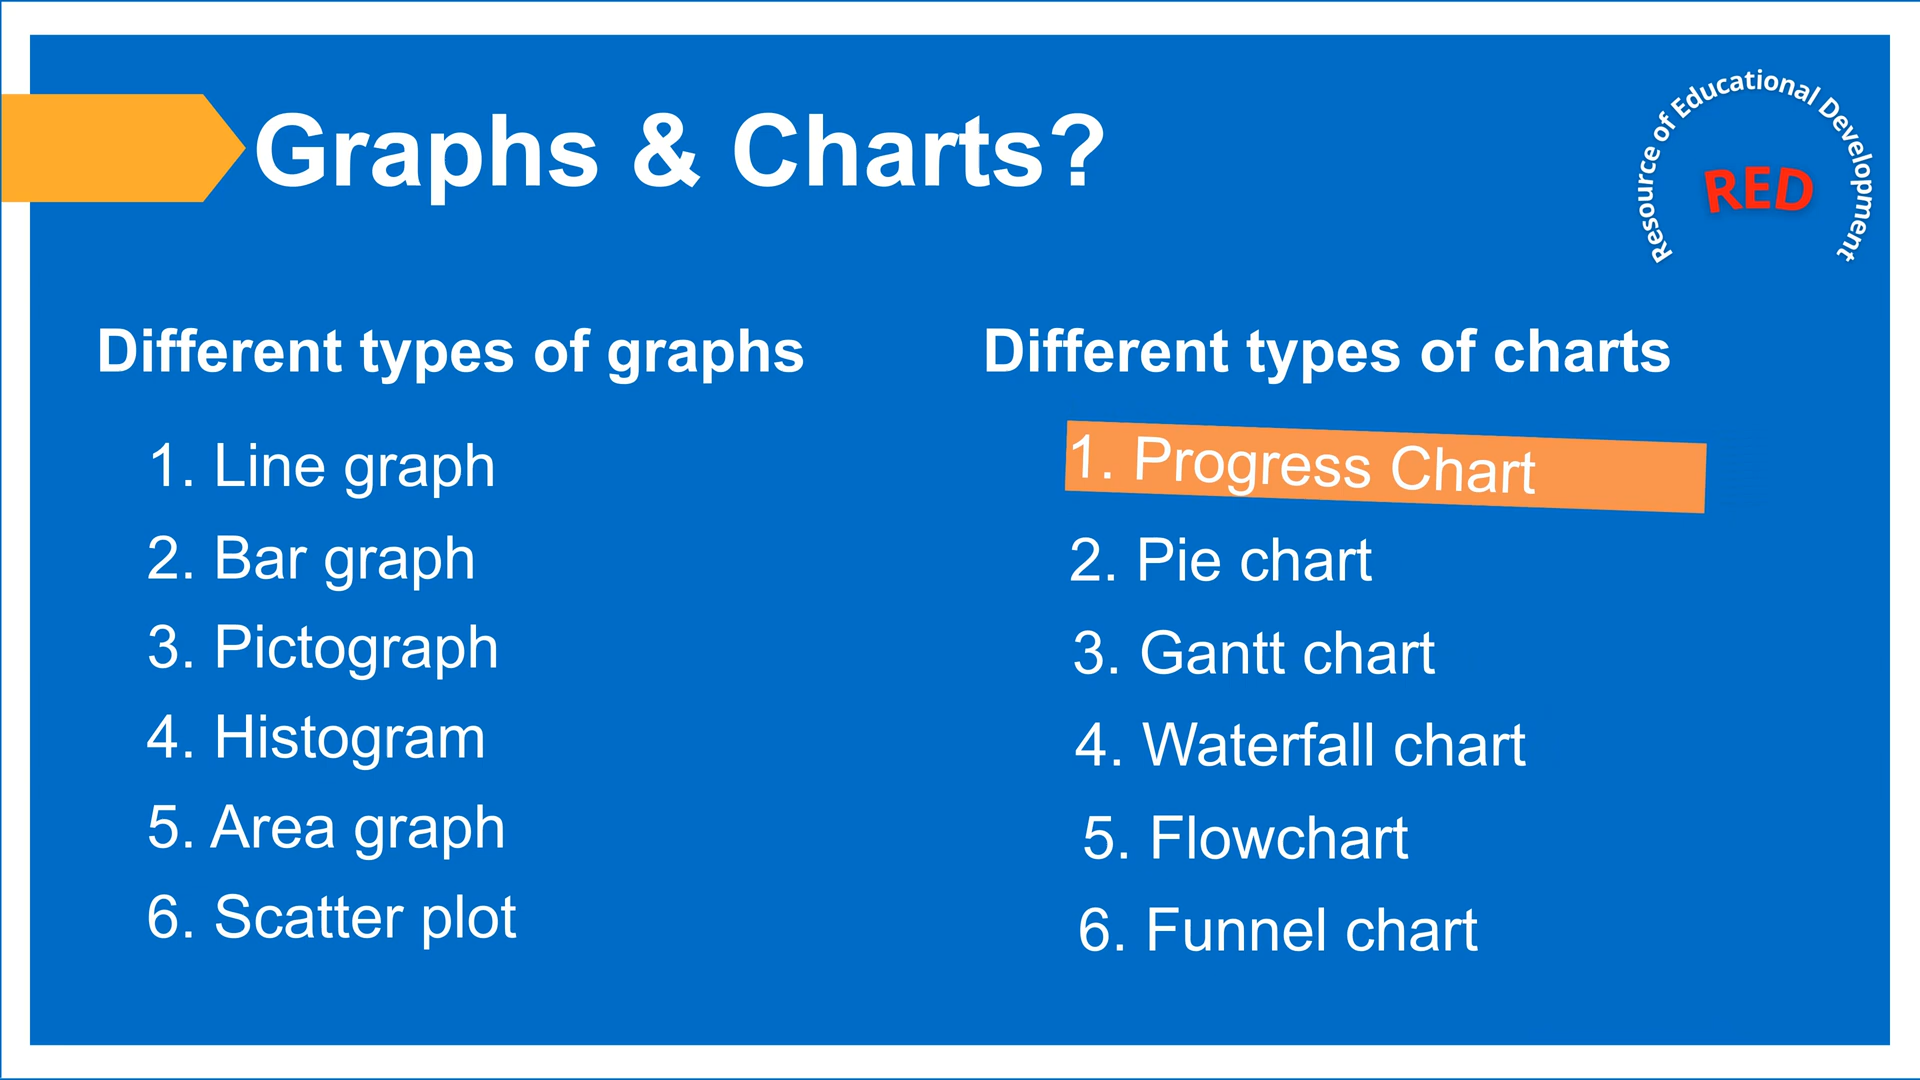 Graphs & Charts?
Resource of Educational Development
RED
Different types of graphs
1. Line graph
2. Bar graph
3. Pictograph
4. Histogram
5. Area graph
6. Scatter plot
Different types of charts
1. Progress Chart
2. Pie chart
3. Gantt chart
4. Waterfall chart
5. Flowchart
6. Funnel chart